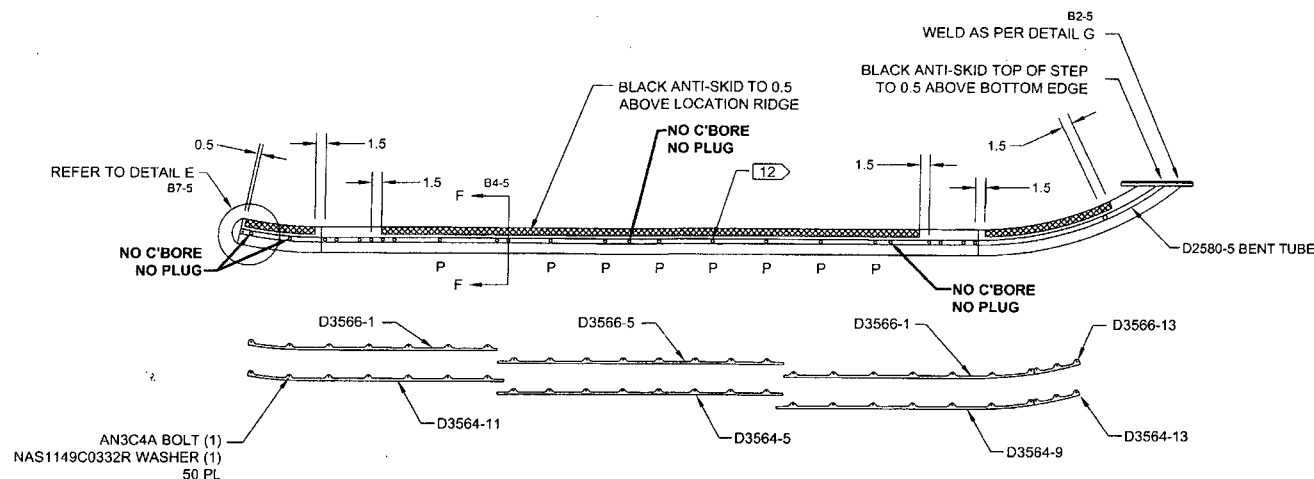 B2-5
WELD AS PER DETAIL G
BLACK ANTI-SKID TOP OF STEP
TO 0.5 ABOVE BOTTOM EDGE
BLACK ANTI-SKID TO 0.5
ABOVE LOCATION RIDGE
NO C'BORE
NO PLUG
0.5
1.5
1.5
12
1.5
1.5
1.5
REFER TO DETAIL E
B7-5
F
B4-5
NO C'BORE
NO PLUG
D2580-5 BENT TUBE
P P P P P P P P
F
NO C'BORE
NO PLUG
D3566-1
D3566-5
D3566-1
D3566-13
D3564-11
D3564-5
D3564-9
D3564-13
AN3C4A BOLT (1)
NAS1149C0332R WASHER (1)
50 PL